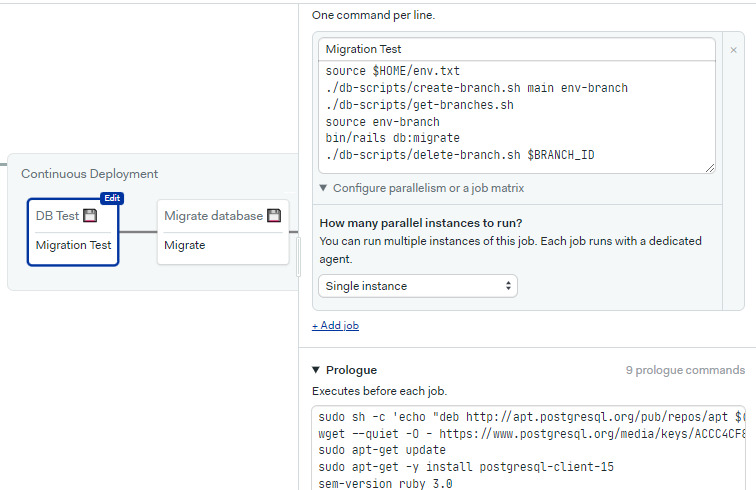 One command per line.
Migration Test
source $HOME/env.txt
./db-scripts/create-branch.sh main env-branch
./db-scripts/get-branches.sh
source env-branch
bin/rails db:migrate
./db-scripts/delete-branch.sh $BRANCH_ID
Configure parallelism or a job matrix
How many parallel instances to run?
You can run multiple instances of this job. Each job runs with a dedicated
agent.
Single instance
+ Add job
Continuous Deployment
Edit
DB Test
Migration Test
Migrate database
Migrate
Prologue
9 prologue commands
Executes before each job.
sudo sh -c 'echo "deb http://apt.postgresql.org/pub/repos/apt $(
wget --quiet -O - https://www.postgresql.org/media/keys/ACCC4CF8
sudo apt-get update
sudo apt-get -y install postgresql-client-15
sem-version ruby 3.0